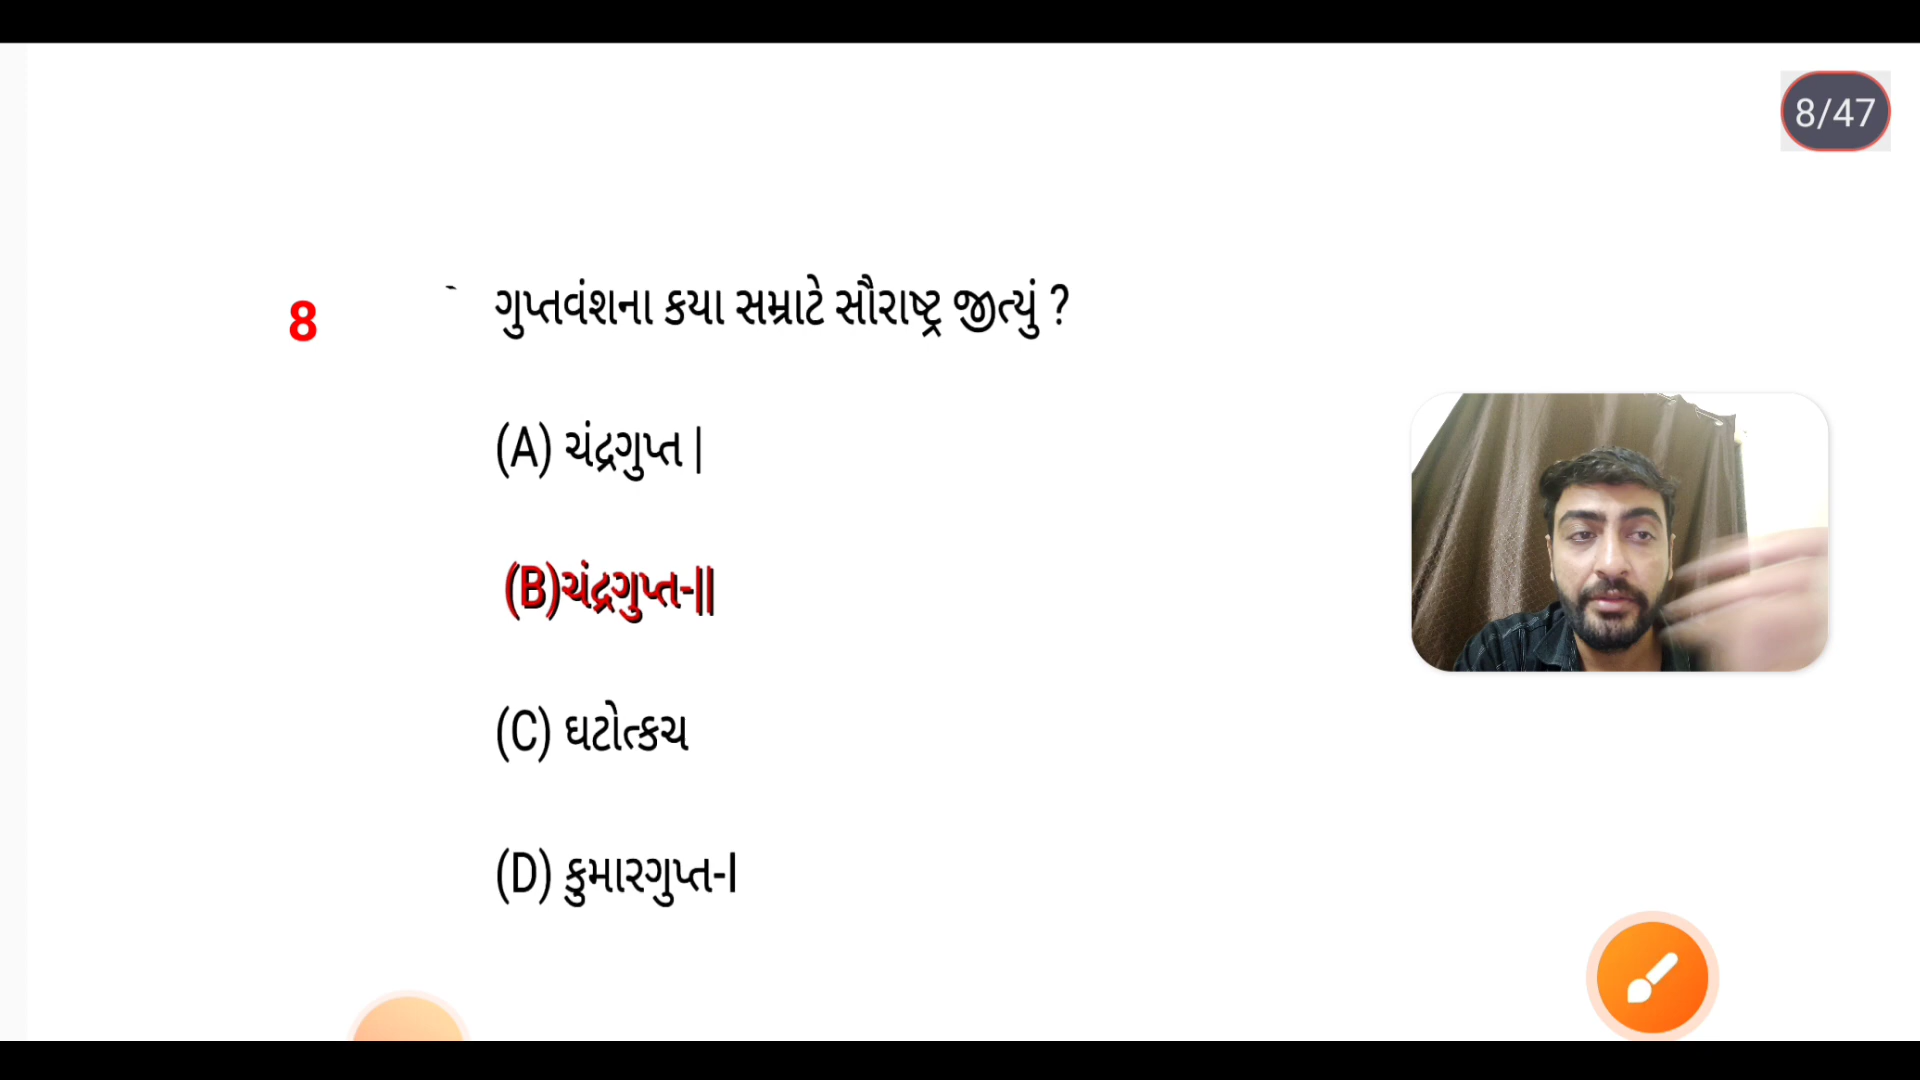 8/47
8 ગુપ્તવંશના કયા સમ્રાટે સૌરાષ્ટ્ર જીત્યું ?
(A) ચંદ્રગુપ્ત |
(B)ચંદ્રગુપ્ત-||
(C) ઘટોત્કચ
(D) કુમારગુપ્ત-I